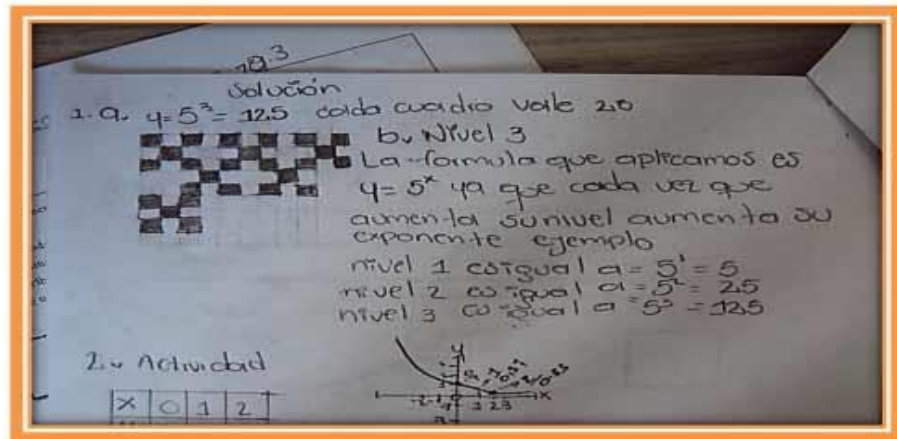 Solución
1. a. y = 5³ = 125 cada cuadro vale 20
b. Nivel 3
La formula que aplicamos es
y = 5ˣ ya que cada vez que
aumenta su nivel aumenta su
exponente ejemplo
nivel 1 es igual a = 5¹ = 5
nivel 2 es igual a = 5² = 25
nivel 3 es igual a = 5³ = 125
2. Actividad
x 0 1 2
y
x